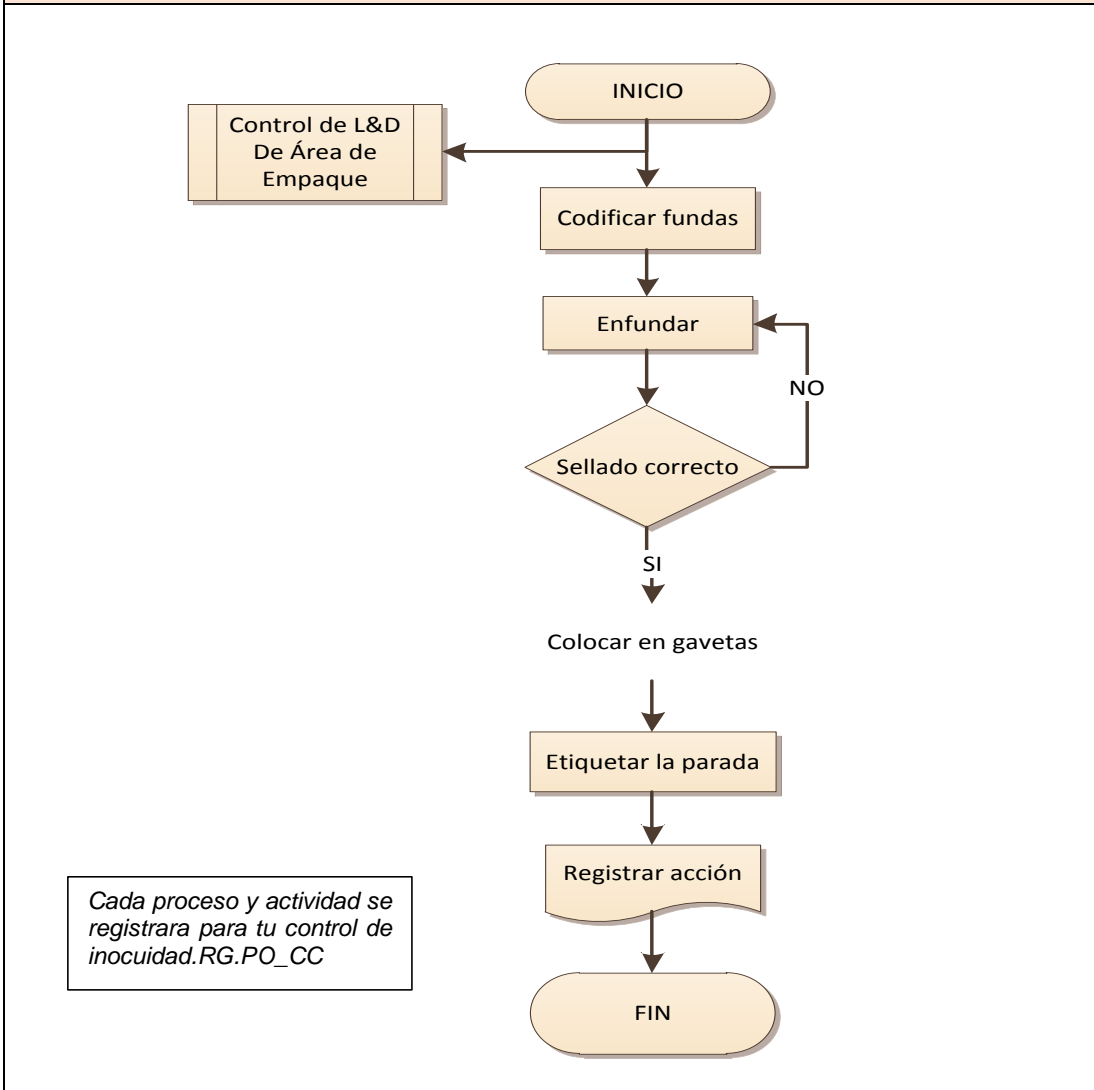 INICIO
Control de L&D
De Área de
Empaque
Codificar fundas
Enfundar
NO
Sellado correcto
SI
Colocar en gavetas
Etiquetar la parada
Registrar acción
Cada proceso y actividad se
registrara para tu control de
inocuidad.RG.PO_CC
FIN